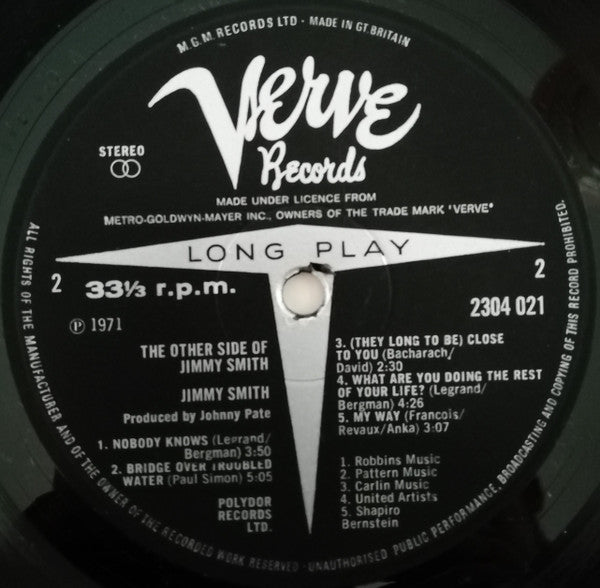 M.G.M. RECORDS LTD · MADE IN GT. BRITAIN
Verve
Records
STEREO
MADE UNDER LICENCE FROM
METRO-GOLDWYN-MAYER INC., OWNERS OF THE TRADE MARK 'VERVE'
LONG PLAY
2
33⅓ r.p.m.
2
2304 021
℗ 1971
THE OTHER SIDE OF
JIMMY SMITH
JIMMY SMITH
Produced by Johnny Pate
1. NOBODY KNOWS (Legrand/
Bergman) 3:50
2. BRIDGE OVER TROUBLED
WATER (Paul Simon) 5:05
POLYDOR
RECORDS
LTD.
3. (THEY LONG TO BE) CLOSE
TO YOU (Bacharach/
David) 2:30
4. WHAT ARE YOU DOING THE REST
OF YOUR LIFE? (Legrand/
Bergman) 4:26
5. MY WAY (Francois/
Revaux/Anka) 3:07
1. Robbins Music
2. Pattern Music
3. Carlin Music
4. United Artists
5. Shapiro
Bernstein
ALL RIGHTS OF THE MANUFACTURER AND OF THE OWNER OF THE RECORDED WORK RESERVED · UNAUTHORISED PUBLIC PERFORMANCE, BROADCASTING AND COPYING OF THIS RECORD PROHIBITED.